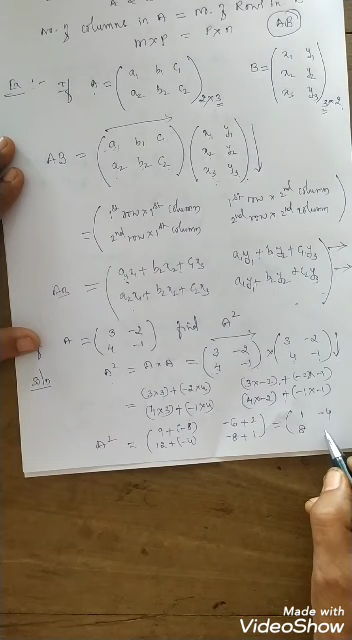 no. of columns in A = no. of Rows in B
m×p = p×n (AB)
Ex :- If A = ( a₁ b₁ c₁ B = ( x₁ y₁
a₂ b₂ c₂ )2×3 x₂ y₂
x₃ y₃ )3×2
AB = ( a₁ b₁ c₁ ) ( x₁ y₁
a₂ b₂ c₂ x₂ y₂
x₃ y₃ )
= ( 1st row × 1st column 1st row × 2nd column
2nd row × 1st column 2nd row × 2nd column )
AB = ( a₁x₁ + b₁x₂ + c₁x₃ a₁y₁ + b₁y₂ + c₁y₃
a₂x₁ + b₂x₂ + c₂x₃ a₂y₁ + b₂y₂ + c₂y₃ )
If A = ( 3 -2 find A²
4 -1 )
Soln A² = A×A = ( 3 -2 ) × ( 3 -2
4 -1 4 -1 )
= (3×3)+(-2×4) (3×-2)+(-2×-1)
(4×3)+(-1×4) (4×-2)+(-1×-1)
A² = ( 9+(-8) -6+2 ) = ( 1 -4
12+(-4) -8+1 8
Made with
VideoShow